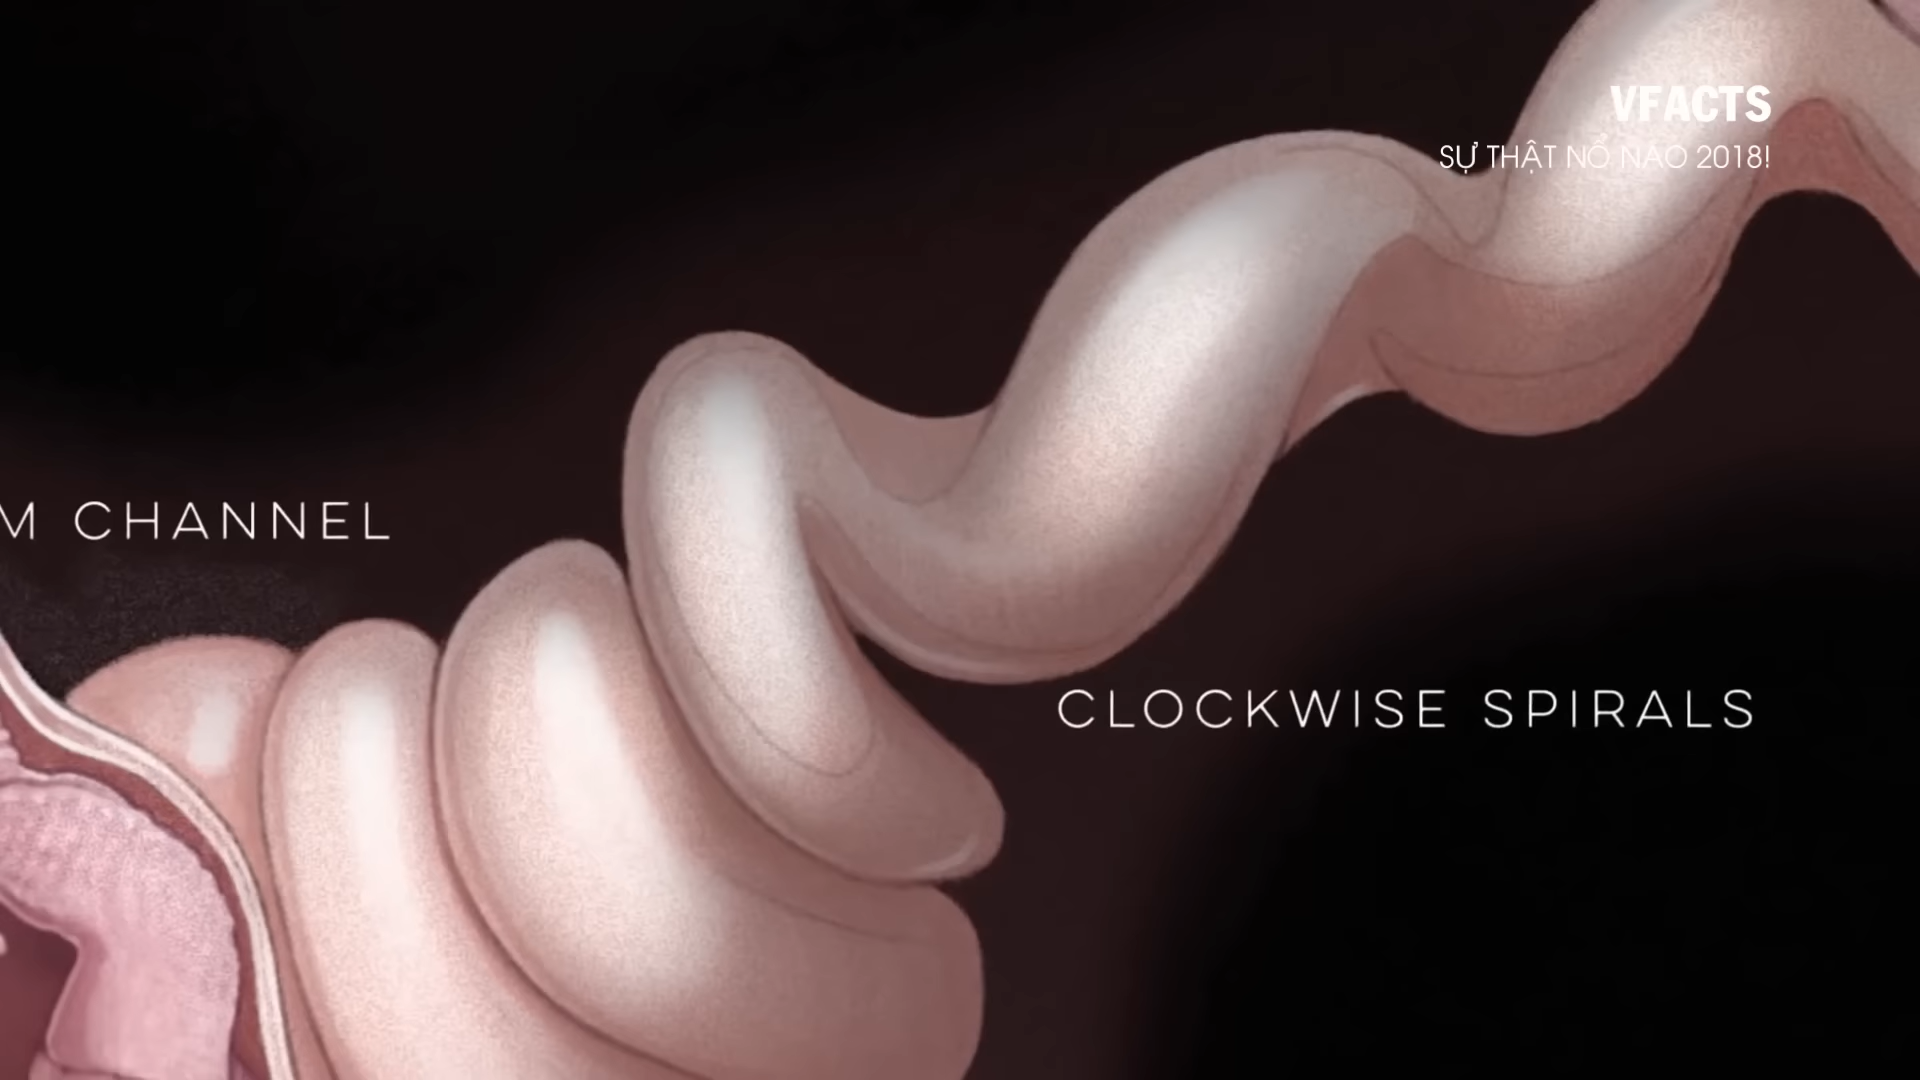 VFACTS
SỰ THẬT NỔ NÃO 2018!
M CHANNEL
CLOCKWISE SPIRALS